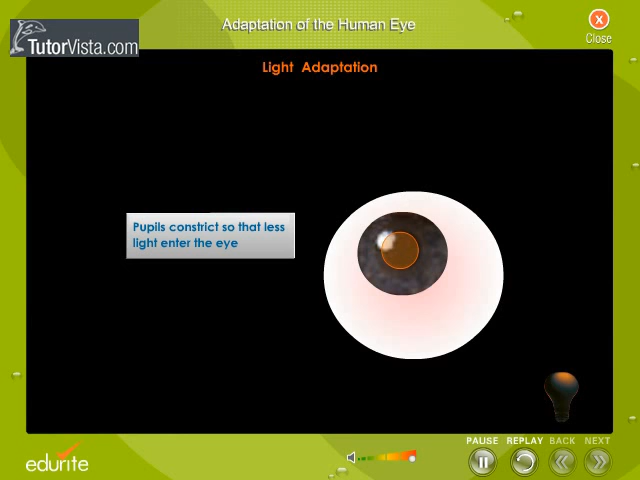 Adaptation of the Human Eye
X
Close
TutorVista.com
Light Adaptation
Pupils constrict so that less
light enter the eye
PAUSE REPLAY BACK NEXT
edurite